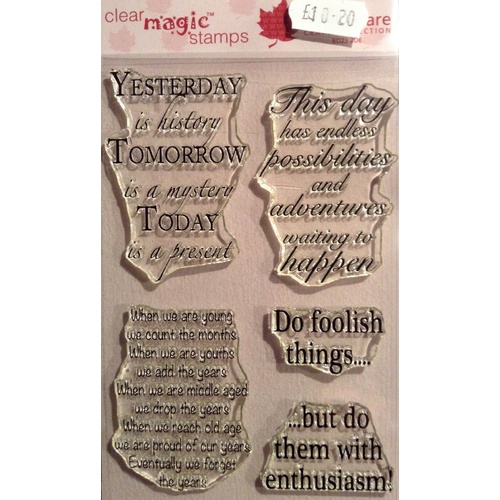 clear
magic™
stamps
£10-20
are
YESTERDAY
is history
TOMORROW
is a mystery
TODAY
is a present
This day
has endless
possibilities
and
adventures
waiting to
happen
When we are young
we count the months
When we are youths
we add the years
When we are middle aged
we drop the years
When we reach old age
we are proud of our years
Eventually we forget
the years
Do foolish
things....
...but do
them with
enthusiasm!